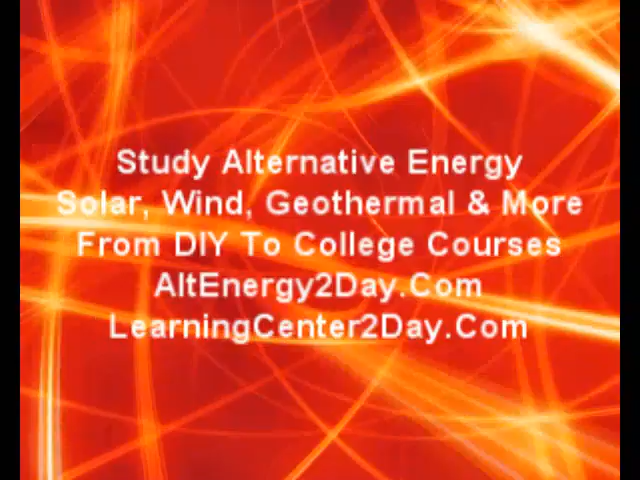 Study Alternative Energy
Solar, Wind, Geothermal & More
From DIY To College Courses
AltEnergy2Day.Com
LearningCenter2Day.Com